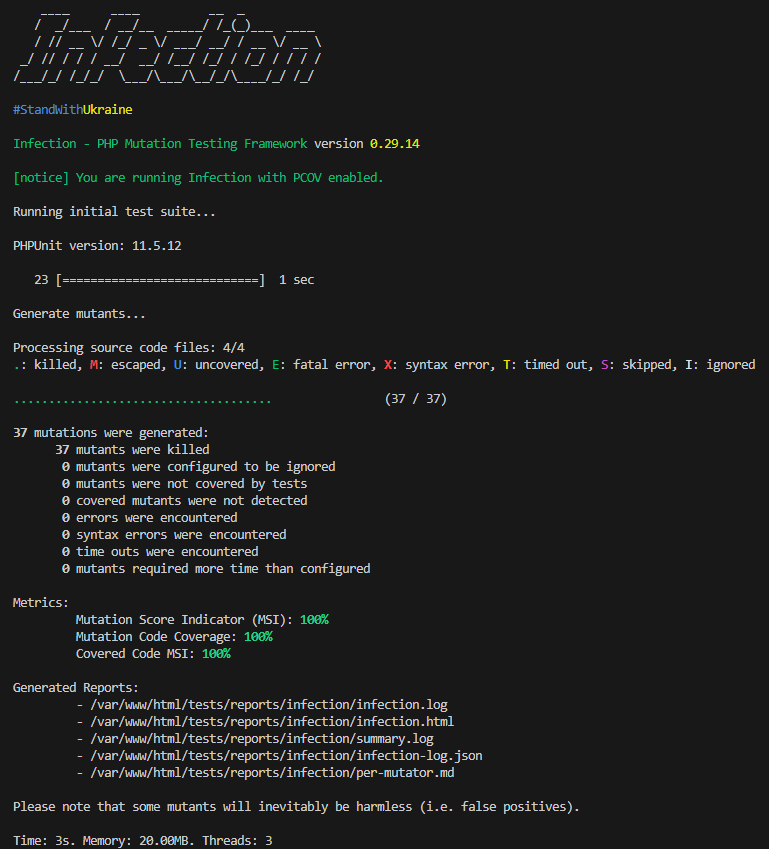 ____      ____          __  _
   /  _/___  / __/__  _____/ /_(_)___  ____
   / // __ \/ /_/ _ \/ ___/ __/ / __ \/ __ \
 _/ // / / / __/  __/ /__/ /_/ / /_/ / / / /
/___/_/ /_/_/  \___/\___/\__/_/\____/_/ /_/
#StandWithUkraine
Infection - PHP Mutation Testing Framework version 0.29.14
[notice] You are running Infection with PCOV enabled.
Running initial test suite...
PHPUnit version: 11.5.12
23 [============================]  1 sec
Generate mutants...
Processing source code files: 4/4
.: killed, M: escaped, U: uncovered, E: fatal error, X: syntax error, T: timed out, S: skipped, I: ignored
.....................................                (37 / 37)
37 mutations were generated:
37 mutants were killed
0 mutants were configured to be ignored
0 mutants were not covered by tests
0 covered mutants were not detected
0 errors were encountered
0 syntax errors were encountered
0 time outs were encountered
0 mutants required more time than configured
Metrics:
Mutation Score Indicator (MSI): 100%
Mutation Code Coverage: 100%
Covered Code MSI: 100%
Generated Reports:
- /var/www/html/tests/reports/infection/infection.log
- /var/www/html/tests/reports/infection/infection.html
- /var/www/html/tests/reports/infection/summary.log
- /var/www/html/tests/reports/infection/infection-log.json
- /var/www/html/tests/reports/infection/per-mutator.md
Please note that some mutants will inevitably be harmless (i.e. false positives).
Time: 3s. Memory: 20.00MB. Threads: 3